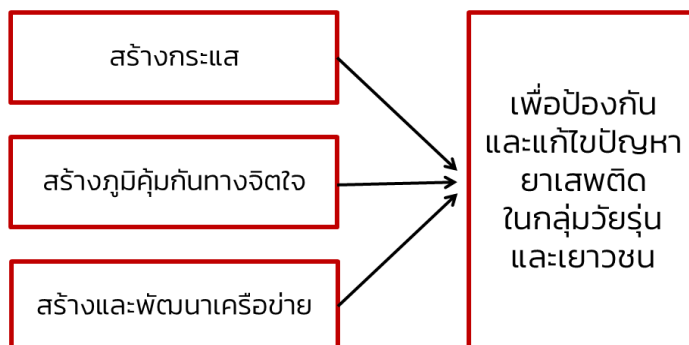 สร้างกระแส
สร้างภูมิคุ้มกันทางจิตใจ
สร้างและพัฒนาเครือข่าย
เพื่อป้องกัน
และแก้ไขปัญหา
ยาเสพติด
ในกลุ่มวัยรุ่น
และเยาวชน